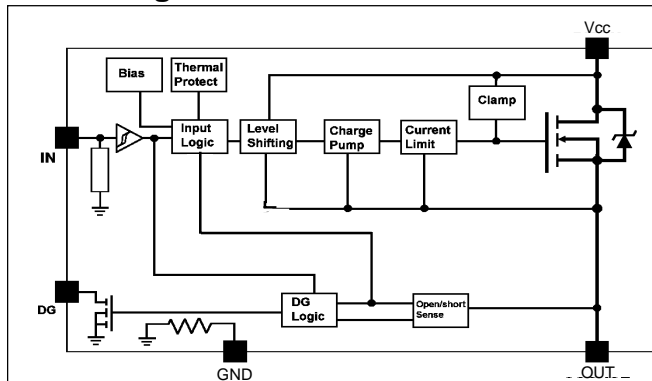 Vcc
Bias
Thermal
Protect
Clamp
IN
Input
Logic
Level
Shifting
Charge
Pump
Current
Limit
DG
DG
Logic
Open/short
Sense
GND
OUT